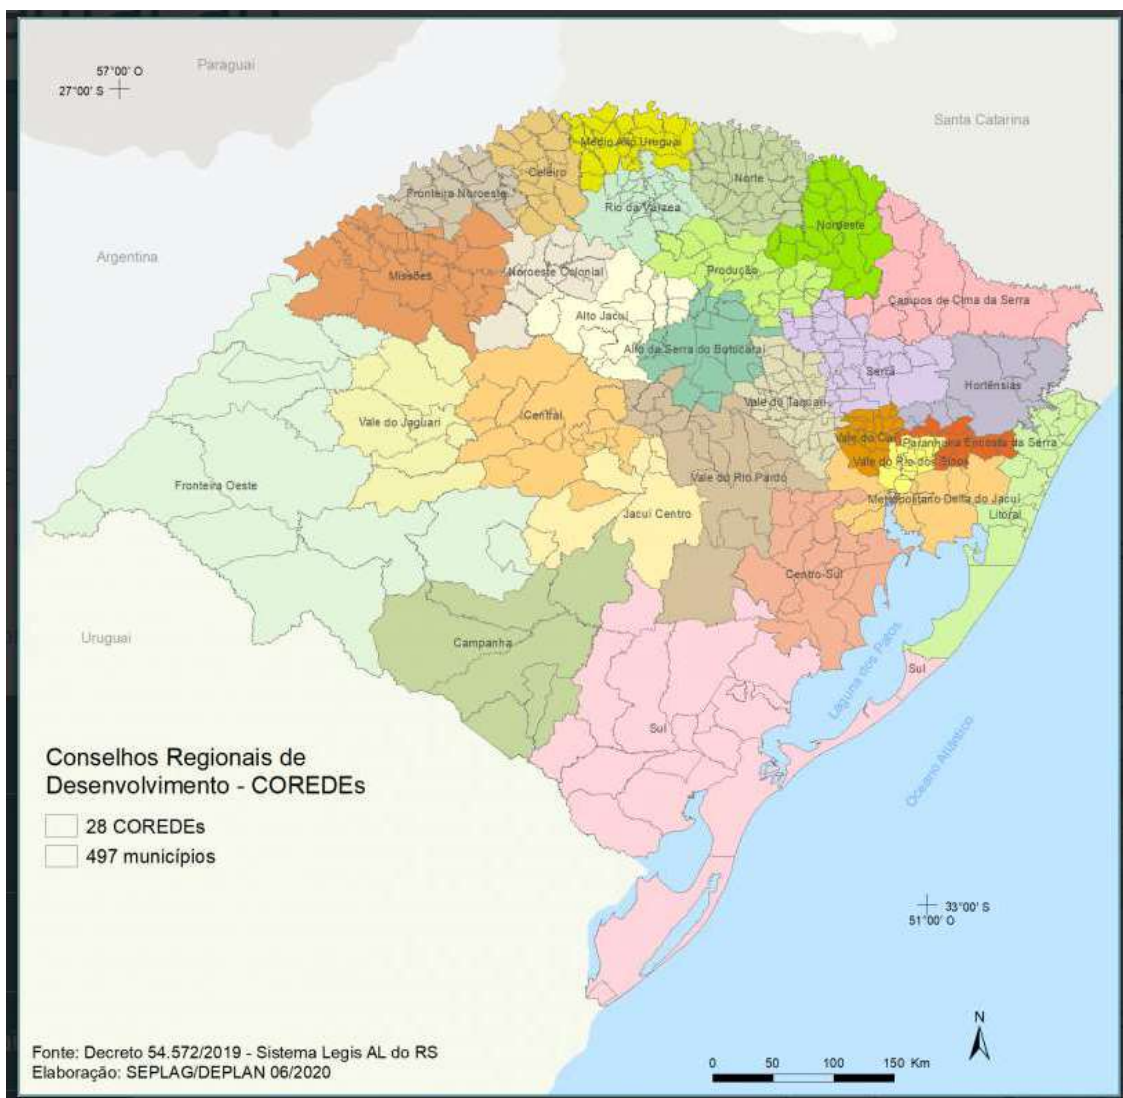 Paraguai
57°00' O
27°00' S
Santa Catarina
Médio Alto Uruguai
Celeiro
Norte
Fronteira Noroeste
Rio da Várzea
Nordeste
Argentina
Missões
Noroeste Colonial
Produção
Campos de Cima da Serra
Alto Jacuí
Alto da Serra do Botucaraí
Serra
Hortênsias
Vale do Taquari
Central
Vale do Jaguari
Vale do Caí
Paranhana Encosta da Serra
Vale do Rio dos Sinos
Vale do Rio Pardo
Fronteira Oeste
Metropolitano Delta do Jacuí
Jacuí Centro
Litoral
Centro-Sul
Uruguai
Campanha
Laguna dos Patos
Sul
Sul
Oceano Atlântico
Conselhos Regionais de
Desenvolvimento - COREDEs
28 COREDEs
497 municípios
33°00' S
51°00' O
N
Fonte: Decreto 54.572/2019 - Sistema Legis AL do RS
Elaboração: SEPLAG/DEPLAN 06/2020
0 50 100 150 Km